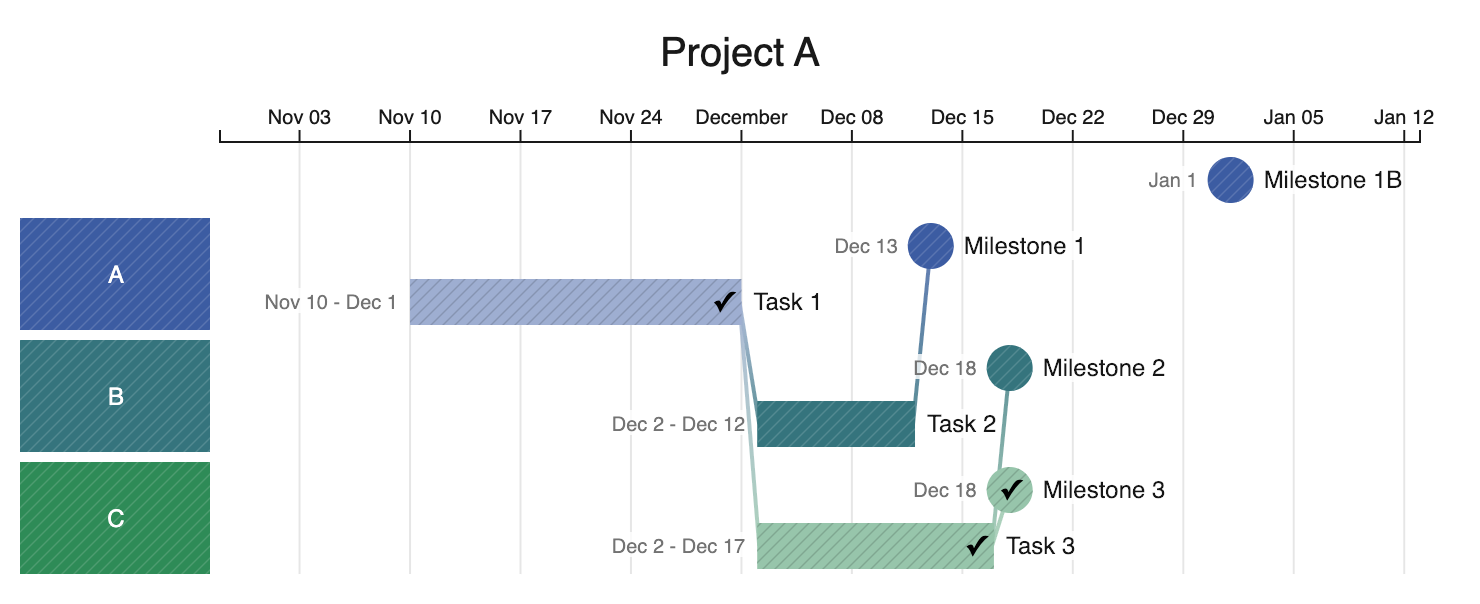 Project A
Nov 03 Nov 10 Nov 17 Nov 24 December Dec 08 Dec 15 Dec 22 Dec 29 Jan 05 Jan 12
Jan 1 Milestone 1B
Dec 13 Milestone 1
A
Nov 10 - Dec 1 ✔ Task 1
Dec 18 Milestone 2
B
Dec 2 - Dec 12 Task 2
Dec 18 ✔ Milestone 3
C
Dec 2 - Dec 17 ✔ Task 3